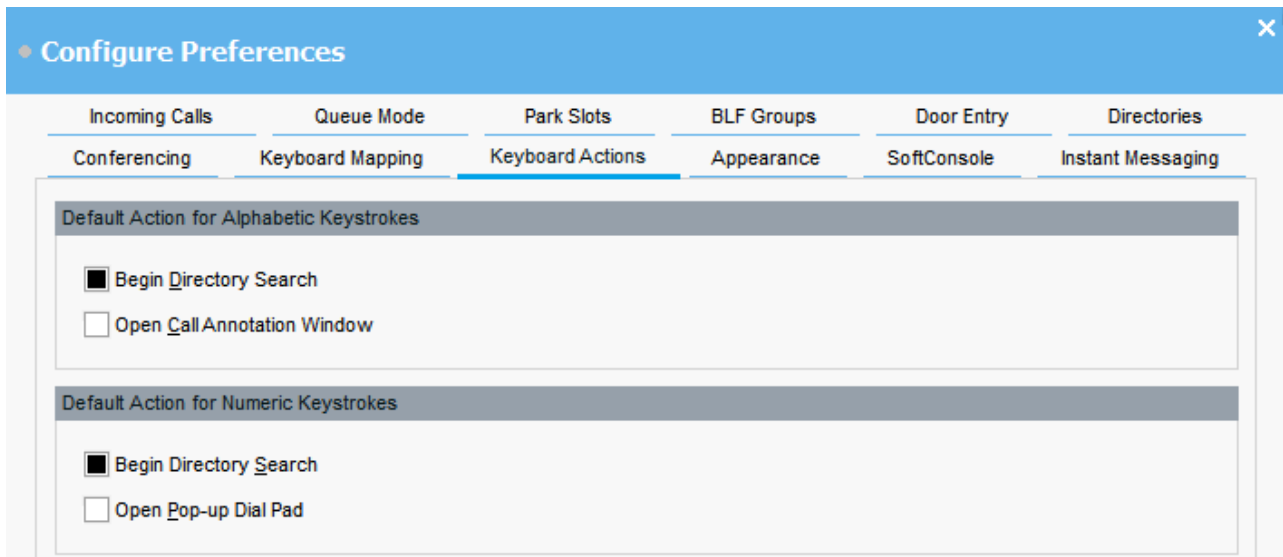 Configure Preferences
Incoming Calls Queue Mode Park Slots BLF Groups Door Entry Directories
Conferencing Keyboard Mapping Keyboard Actions Appearance SoftConsole Instant Messaging
Default Action for Alphabetic Keystrokes
Begin Directory Search
Open Call Annotation Window
Default Action for Numeric Keystrokes
Begin Directory Search
Open Pop-up Dial Pad